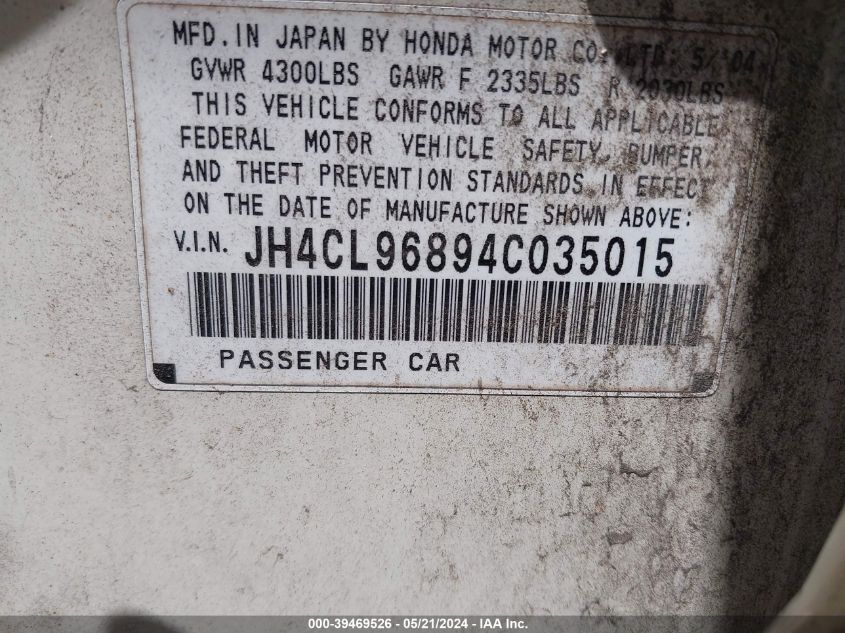 MFD. IN JAPAN BY HONDA MOTOR CO., LTD. 5/'04
GVWR 4300LBS GAWR F 2335LBS R 2030LBS
THIS VEHICLE CONFORMS TO ALL APPLICABLE
FEDERAL MOTOR VEHICLE SAFETY, BUMPER,
AND THEFT PREVENTION STANDARDS IN EFFECT
ON THE DATE OF MANUFACTURE SHOWN ABOVE:
V.I.N. JH4CL96894C035015
PASSENGER CAR
000-39469526 - 05/21/2024 - IAA Inc.